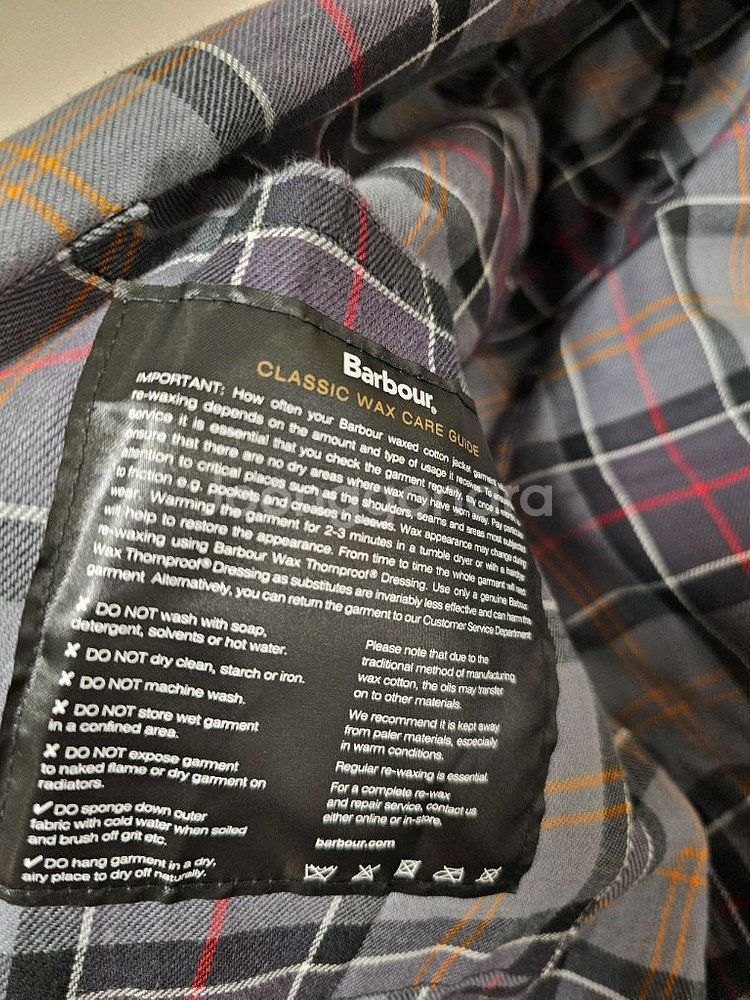 Barbour.
CLASSIC WAX CARE GUIDE
IMPORTANT: How often your Barbour waxed cotton jacket garment
re-waxing depends on the amount and type of usage it receives. To
service it is essential that you check the garment regularly, say once a
ensure that there are no dry areas where wax may have worn away. Pay
attention to critical places such as the shoulders, seams and areas most subjected
to friction e.g. pockets and creases in sleeves. Wax appearance may change during
wear. Warming the garment for 2-3 minutes in a tumble dryer or with a hairdryer
will help to restore the appearance. From time to time the whole garment will need
re-waxing using Barbour Wax Thornproof® Dressing. Use only a genuine Barbour
Wax Thornproof® Dressing as substitutes are invariably less effective and can harm the
garment Alternatively, you can return the garment to our Customer Service Department
✘ DO NOT wash with soap,
detergent, solvents or hot water.
✘ DO NOT dry clean, starch or iron.
✘ DO NOT machine wash.
✘ DO NOT store wet garment
in a confined area.
✘ DO NOT expose garment
to naked flame or dry garment on
radiators.
✔ DO sponge down outer
fabric with cold water when soiled
and brush off grit etc.
✔ DO hang garment in a dry,
airy place to dry off naturally.
Please note that due to the
traditional method of manufacturing
wax cotton, the oils may transfer
on to other materials.
We recommend it is kept away
from paler materials, especially
in warm conditions.
Regular re-waxing is essential.
For a complete re-wax
and repair service, contact us
either online or in-store.
barbour.com